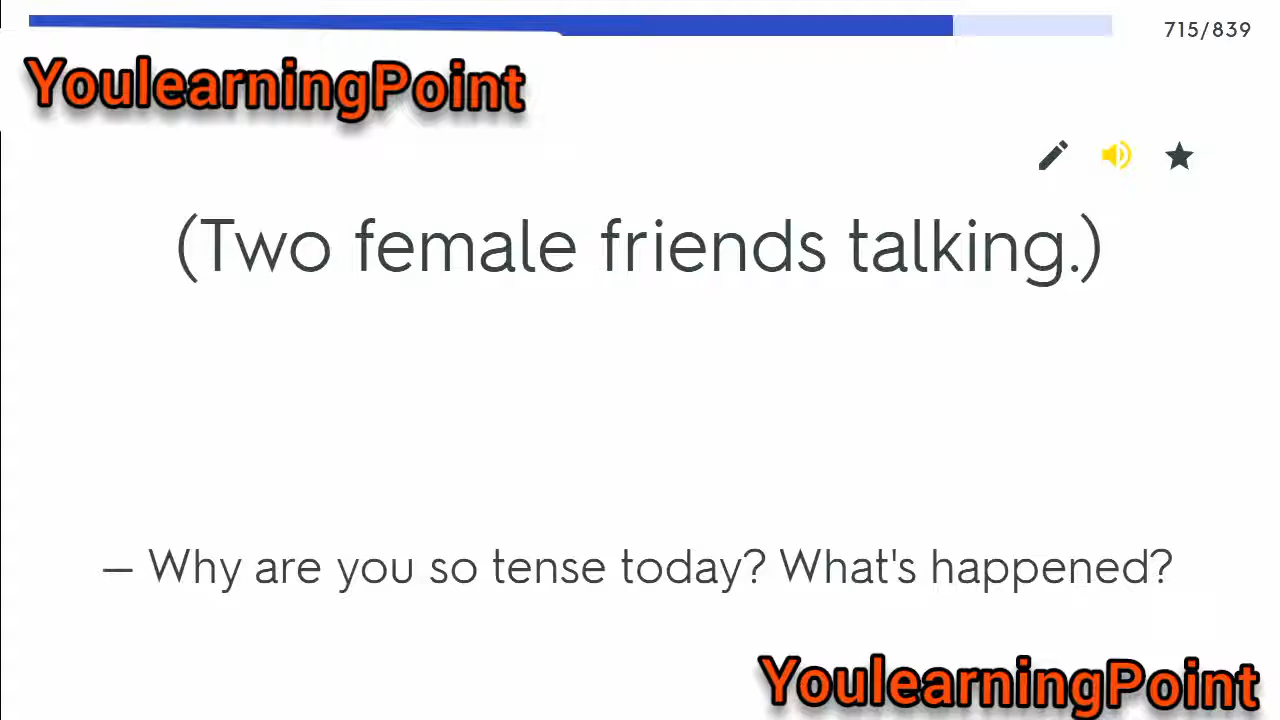 715/839
YoulearningPoint
(Two female friends talking.)
– Why are you so tense today? What's happened?
YoulearningPoint